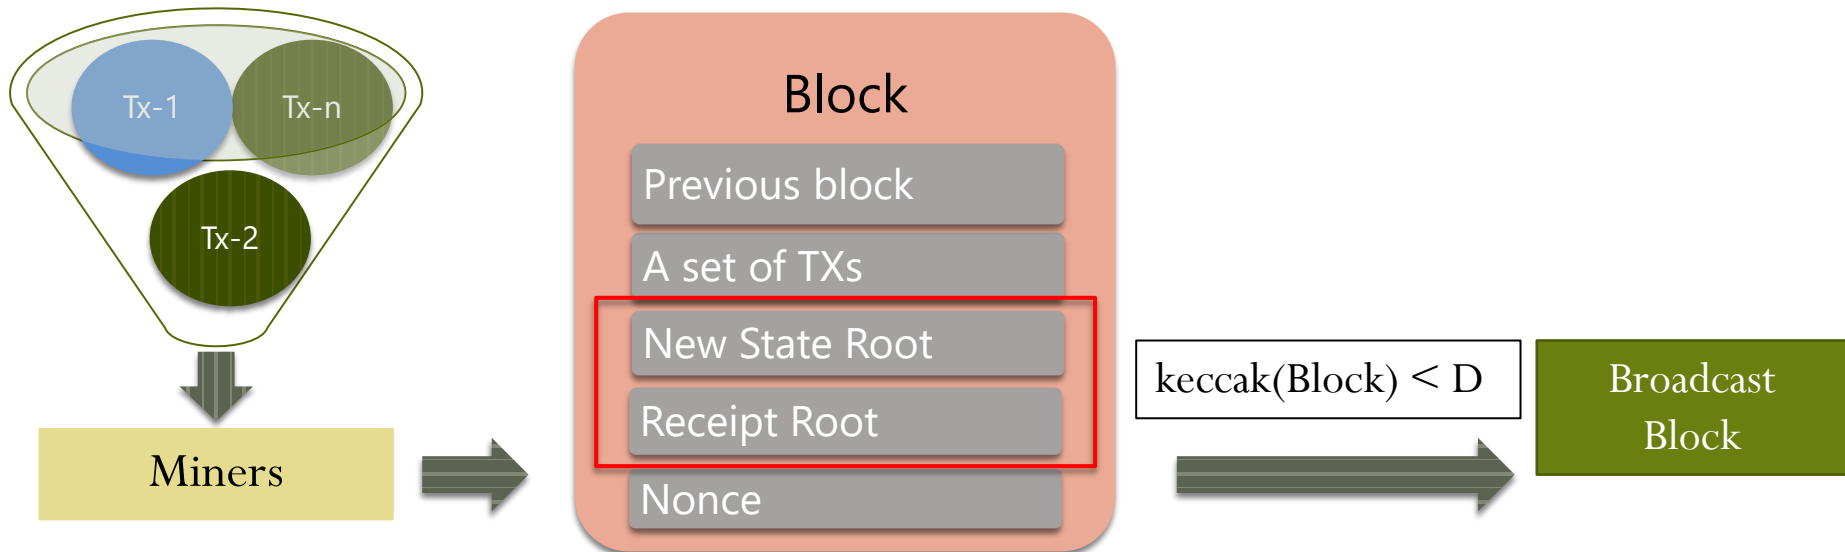 Tx-1
Tx-n
Tx-2
Miners
Block
Previous block
A set of TXs
New State Root
Receipt Root
Nonce
keccak(Block) < D
Broadcast
Block